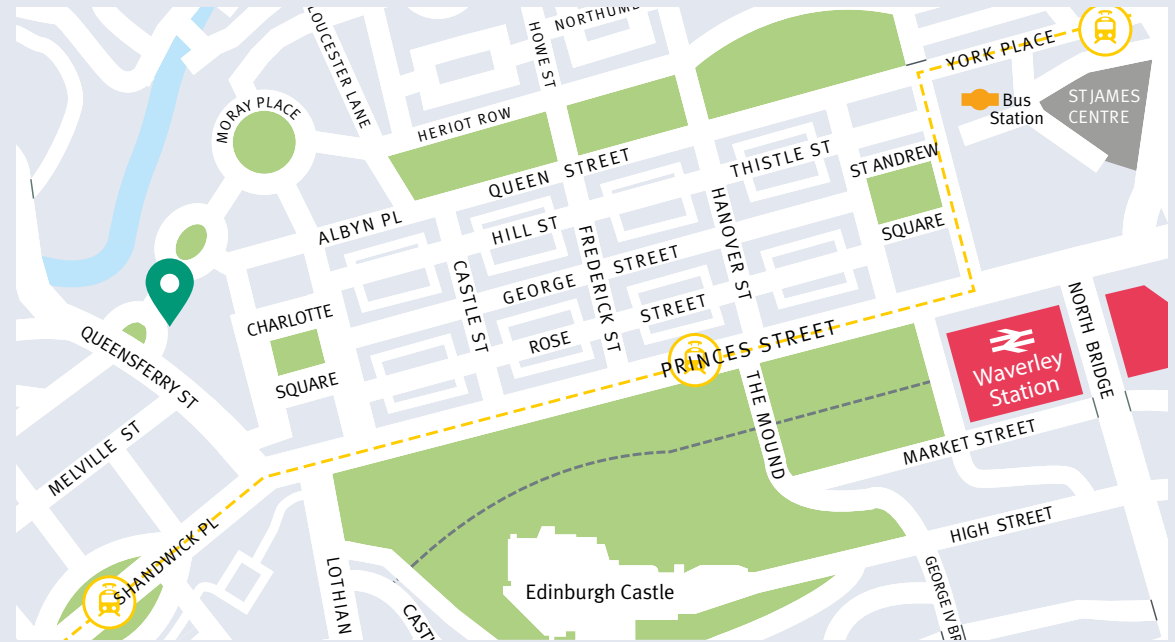 OUCESTER LANE
HOWE ST
NORTHUMB
YORK PLACE
Bus
Station
ST JAMES
CENTRE
MORAY PLACE
HERIOT ROW
QUEEN STREET
THISTLE ST
ST ANDREW
SQUARE
ALBYN PL
HILL ST
HANOVER ST
FREDERICK ST
GEORGE STREET
CASTLE ST
CHARLOTTE
SQUARE
ROSE STREET
PRINCES STREET
QUEENSFERRY ST
MELVILLE ST
SHANDWICK PL
NORTH BRIDGE
Waverley
Station
THE MOUND
MARKET STREET
HIGH STREET
GEORGE IV BR
Edinburgh Castle
LOTHIAN